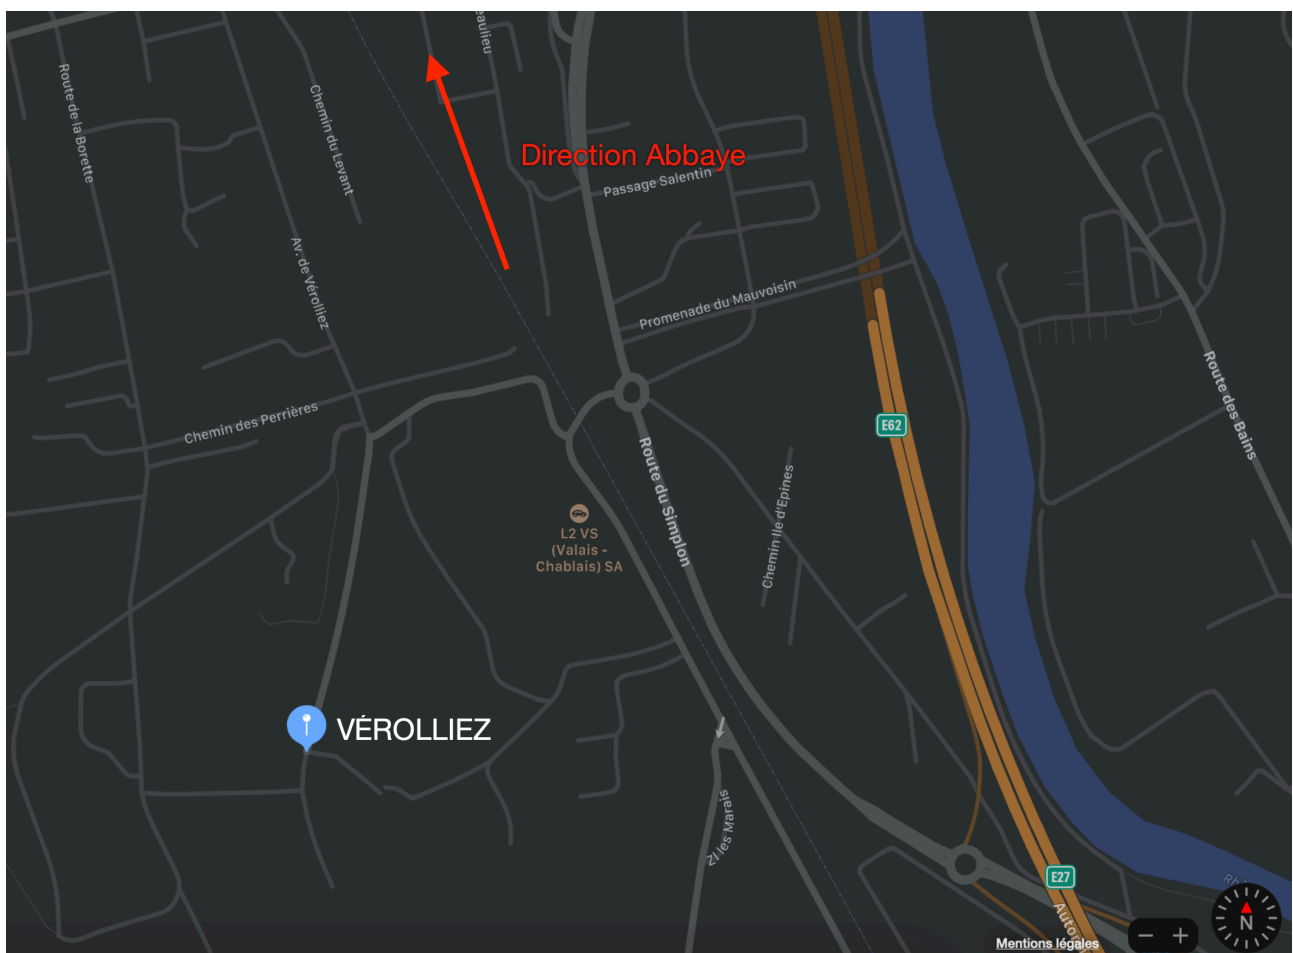 eaulieu
Route de la Borette
Chemin du Levant
Direction Abbaye
Passage Salentin
Av. de Vérolliez
Promenade du Mauvoisin
Route des Bains
Chemin des Perrières
E62
Route du Simplon
Chemin Ile d'Epines
L2 VS
(Valais -
Chablais) SA
VÉROLLIEZ
ZI les Marais
E27
N
Mentions légales